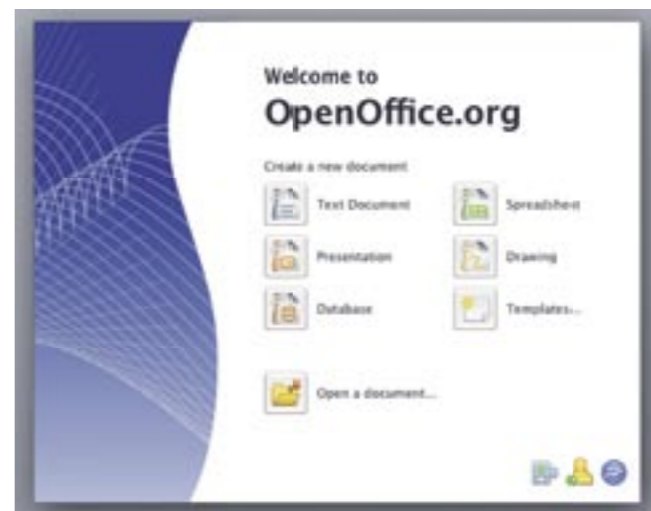 Welcome to
OpenOffice.org
Create a new document
Text Document
Spreadsheet
Presentation
Drawing
Database
Templates...
Open a document...